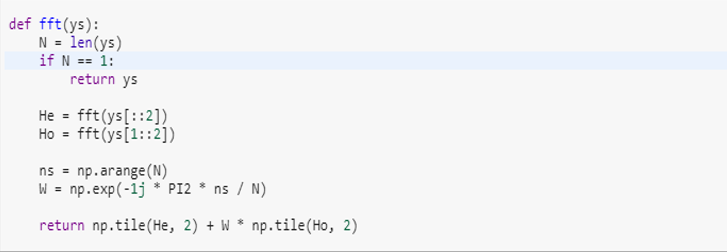 def fft(ys):
    N = len(ys)
    if N == 1:
        return ys
    He = fft(ys[::2])
    Ho = fft(ys[1::2])
    ns = np.arange(N)
    W = np.exp(-1j * PI2 * ns / N)
    return np.tile(He, 2) + W * np.tile(Ho, 2)